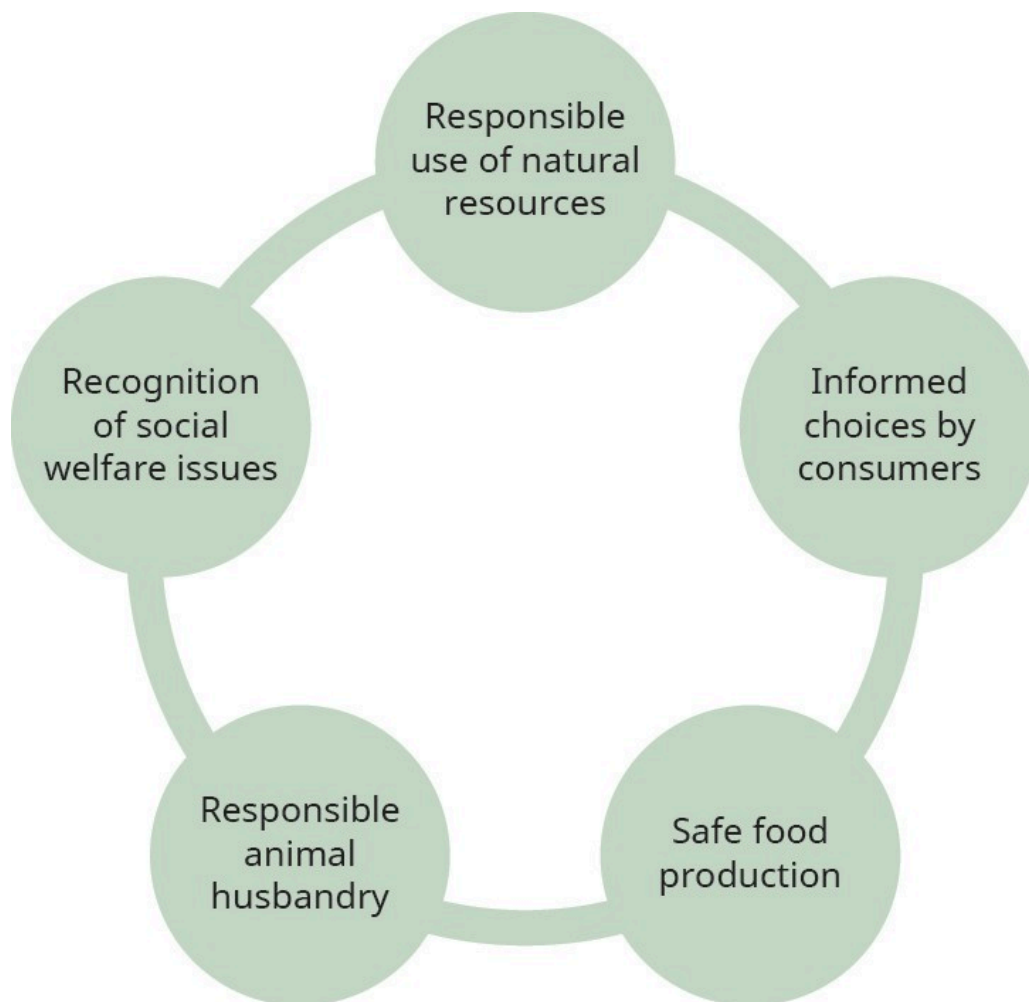 Responsible
use of natural
resources
Informed
choices by
consumers
Safe food
production
Responsible
animal
husbandry
Recognition
of social
welfare issues